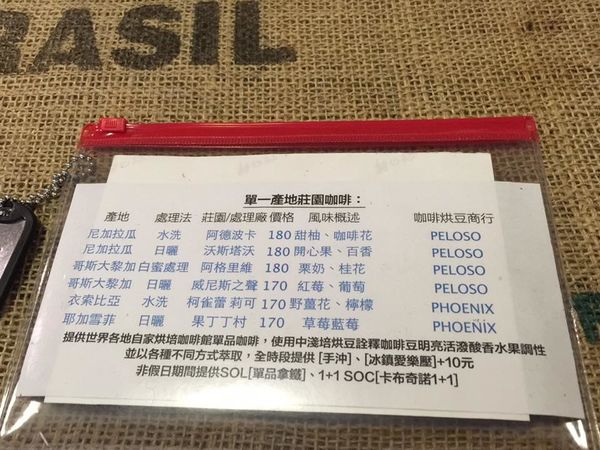 BRASIL
單一產地莊園咖啡：
產地 處理法 莊園/處理廠 價格 風味概述 咖啡烘豆商行
尼加拉瓜 水洗 阿德波卡 180 甜柚、咖啡花 PELOSO
尼加拉瓜 日曬 沃斯塔沃 180 開心果、百香 PELOSO
哥斯大黎加 白蜜處理 阿格里維 180 栗奶、桂花 PELOSO
哥斯大黎加 日曬 威尼斯之聲 170 紅莓、葡萄 PELOSO
衣索比亞 水洗 柯雀蕾 莉可 170 野薑花、檸檬 PHOENIX
耶加雪菲 日曬 果丁丁村 170 草莓藍莓 PHOENIX
提供世界各地自家烘培咖啡館單品咖啡，使用中淺培烘豆詮釋咖啡豆明亮活潑酸香水果調性
並以各種不同方式萃取，全時段提供 [手沖]、[冰鎮愛樂壓]+10元
非假日期間提供SOL[單品拿鐵]、1+1 SOC[卡布奇諾1+1]